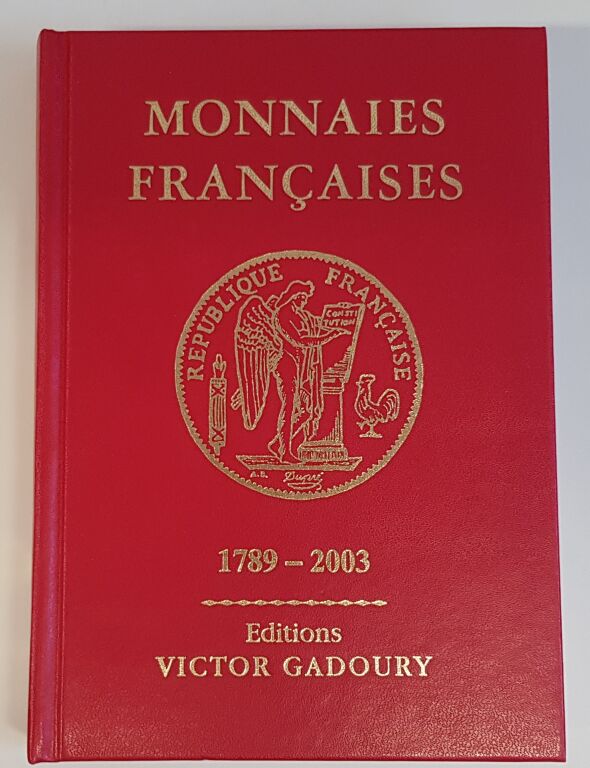 MONNAIES
FRANÇAISES
REPUBLIQUE FRANÇAISE
CONSTI
TUTION
A.B. Dupré
1789 – 2003
Editions
VICTOR GADOURY